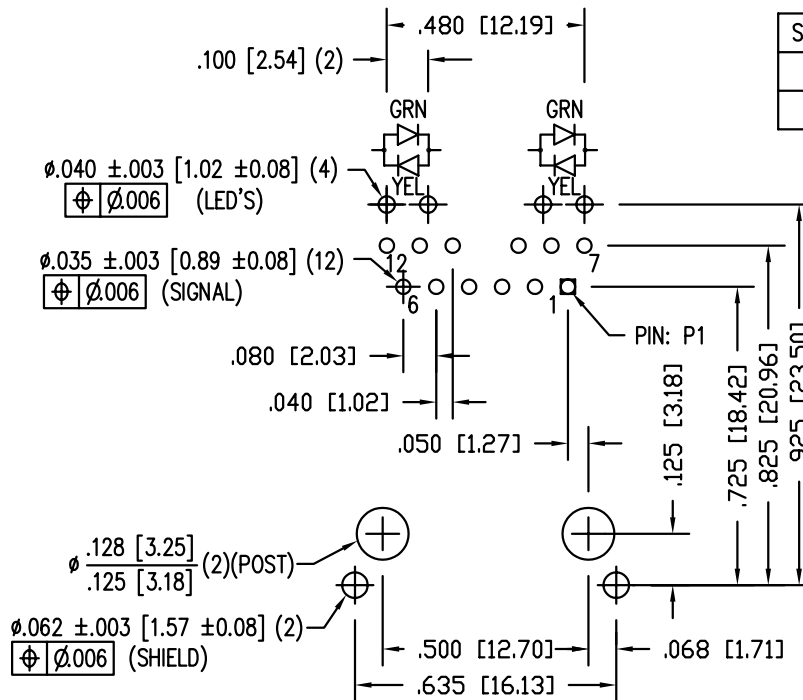 .480 [12.19]
S
.100 [2.54] (2)
GRN
GRN
ø.040 ±.003 [1.02 ±0.08] (4)
YEL
YEL
⌖ Ø.006 (LED'S)
12
7
ø.035 ±.003 [0.89 ±0.08] (12)
6
1
⌖ Ø.006 (SIGNAL)
PIN: P1
.080 [2.03]
.040 [1.02]
.050 [1.27]
.125 [3.18]
.725 [18.42]
.825 [20.96]
.925 [23.50]
ø .128 [3.25]
.125 [3.18] (2)(POST)
ø.062 ±.003 [1.57 ±0.08] (2)
⌖ Ø.006 (SHIELD)
.500 [12.70]
.068 [1.71]
.635 [16.13]